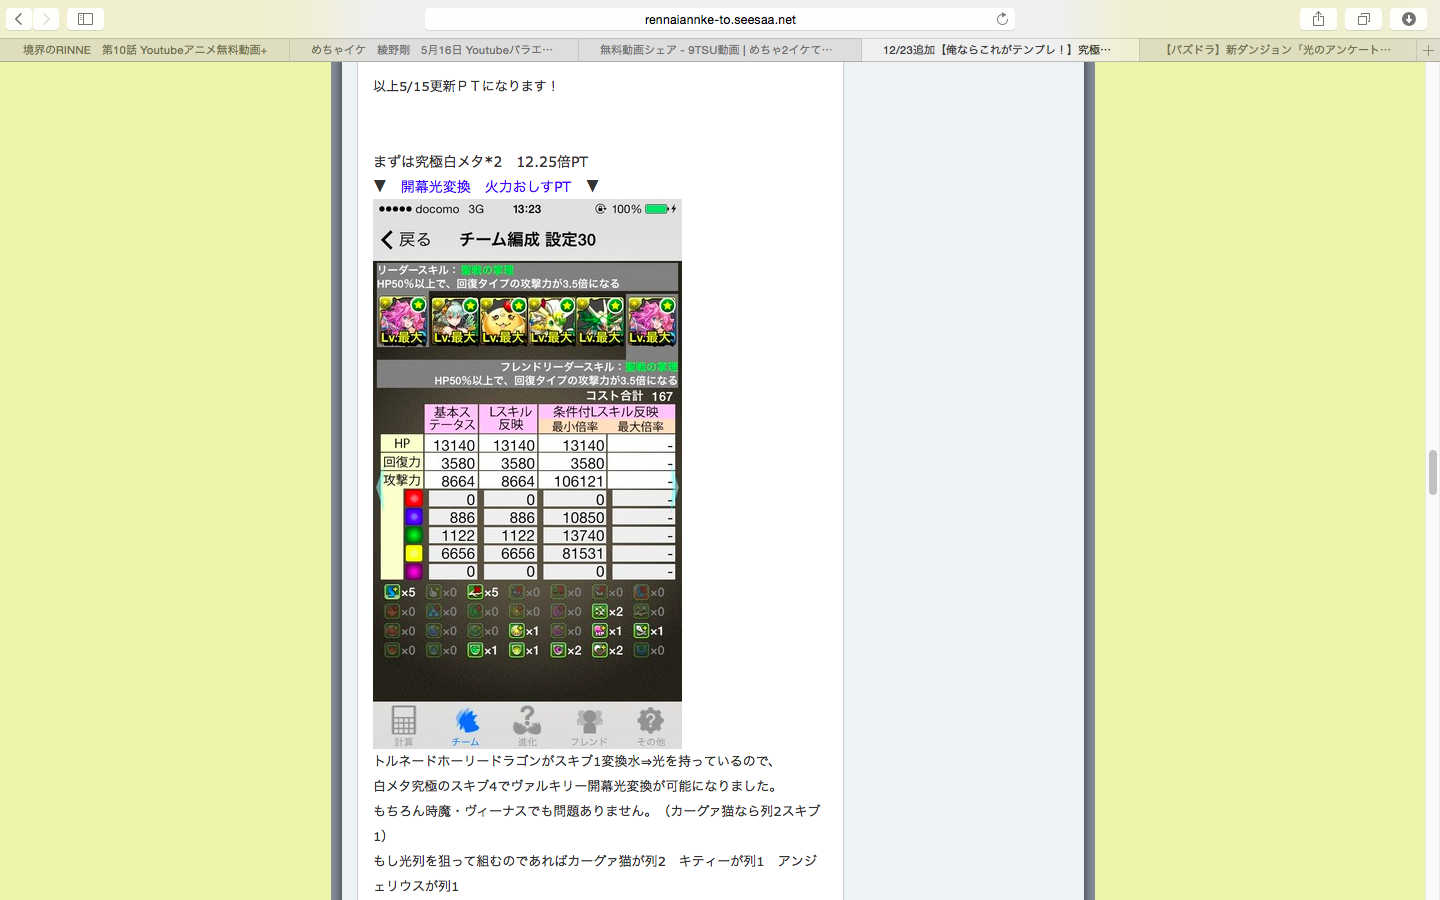 rennaiannke-to.seesaa.net
境界のRINNE　第10話 Youtubeアニメ無料動画+
めちゃイケ　綾野剛　5月16日 Youtubeバラエ…
無料動画シェア - 9TSU動画 | めちゃ2イケて…
12/23追加【俺ならこれがテンプレ！】究極…
【パズドラ】新ダンジョン「光のアンケート…
以上5/15更新ＰＴになります！
まずは究極白メタ*2　12.25倍PT
▼　開幕光変換　火力おしすPT　▼
docomo 3G 13:23 100%
戻る チーム編成 設定30
リーダースキル：聖戦の掌理
HP50％以上で、回復タイプの攻撃力が3.5倍になる
Lv.最大 Lv.最大 Lv.最大 Lv.最大 Lv.最大 Lv.最大
フレンドリーダースキル：聖戦の掌理
HP50％以上で、回復タイプの攻撃力が3.5倍になる
コスト合計 167
基本ステータス Lスキル反映 条件付Lスキル反映
最小倍率 最大倍率
HP 13140 13140 13140 -
回復力 3580 3580 3580 -
攻撃力 8664 8664 106121 -
0 0 0 -
886 886 10850 -
1122 1122 13740 -
6656 6656 81531 -
0 0 0 -
×5 ×0 ×5 ×0 ×0 ×0 ×0
×0 ×0 ×0 ×0 ×0 ×2 ×0
×0 ×0 ×0 ×1 ×0 ×1 ×1
×0 ×0 ×1 ×1 ×2 ×2 ×0
計算 チーム 進化 フレンド その他
トルネードホーリードラゴンがスキブ1変換水⇒光を持っているので、
白メタ究極のスキブ4でヴァルキリー開幕光変換が可能になりました。
もちろん時魔・ヴィーナスでも問題ありません。（カーグァ猫なら列2スキブ
1）
もし光列を狙って組むのであればカーグァ猫が列2　キティーが列1　アンジ
ェリウスが列1